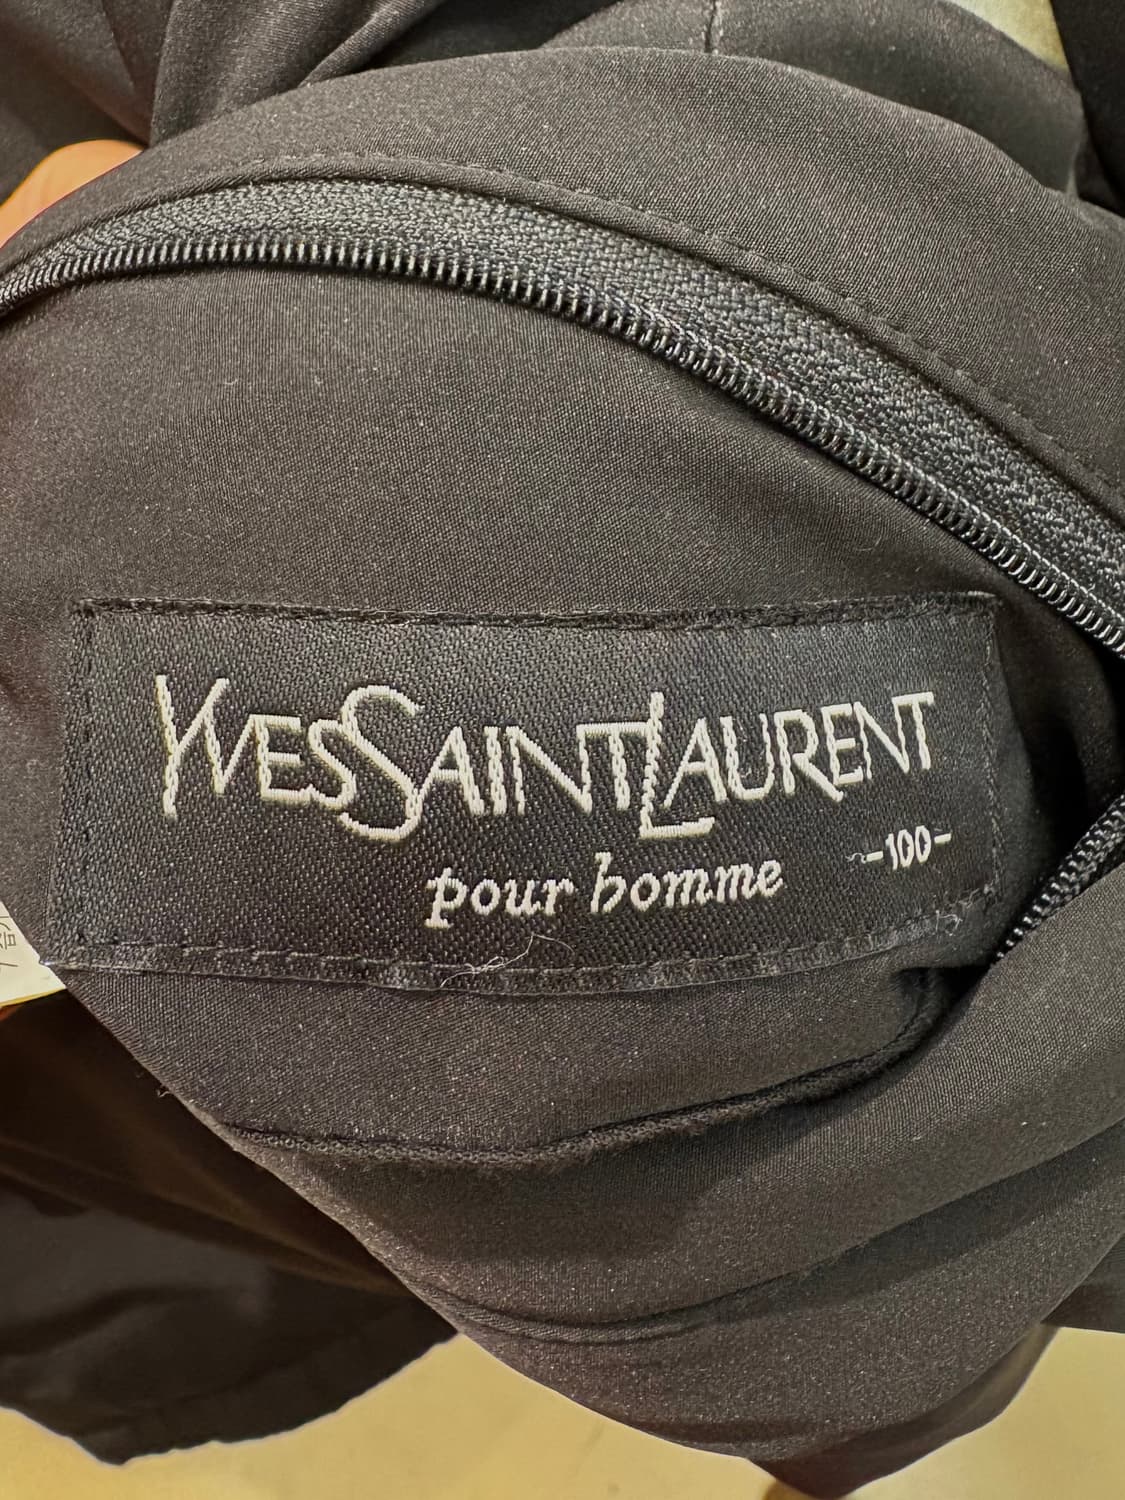 YVESSAINTLAURENT
pour homme
-100-